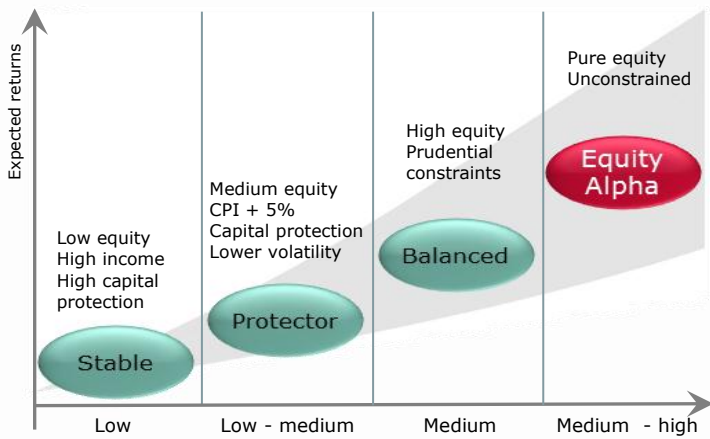 Expected returns
Pure equity
Unconstrained
High equity
Prudential
constraints
Equity
Alpha
Medium equity
CPI + 5%
Capital protection
Lower volatility
Balanced
Low equity
High income
High capital
protection
Protector
Stable
Low
Low - medium
Medium
Medium - high